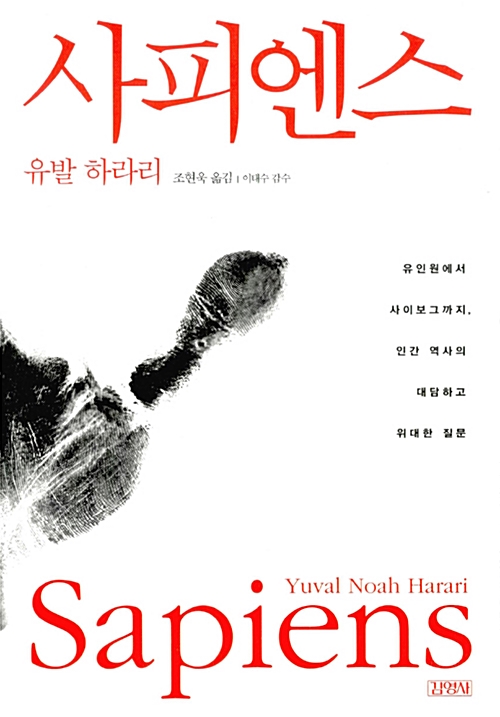 사피엔스
유발 하라리 조현욱 옮김 | 이태수 감수
유인원에서
사이보그까지,
인간 역사의
대담하고
위대한 질문
Yuval Noah Harari
Sapiens
김영사